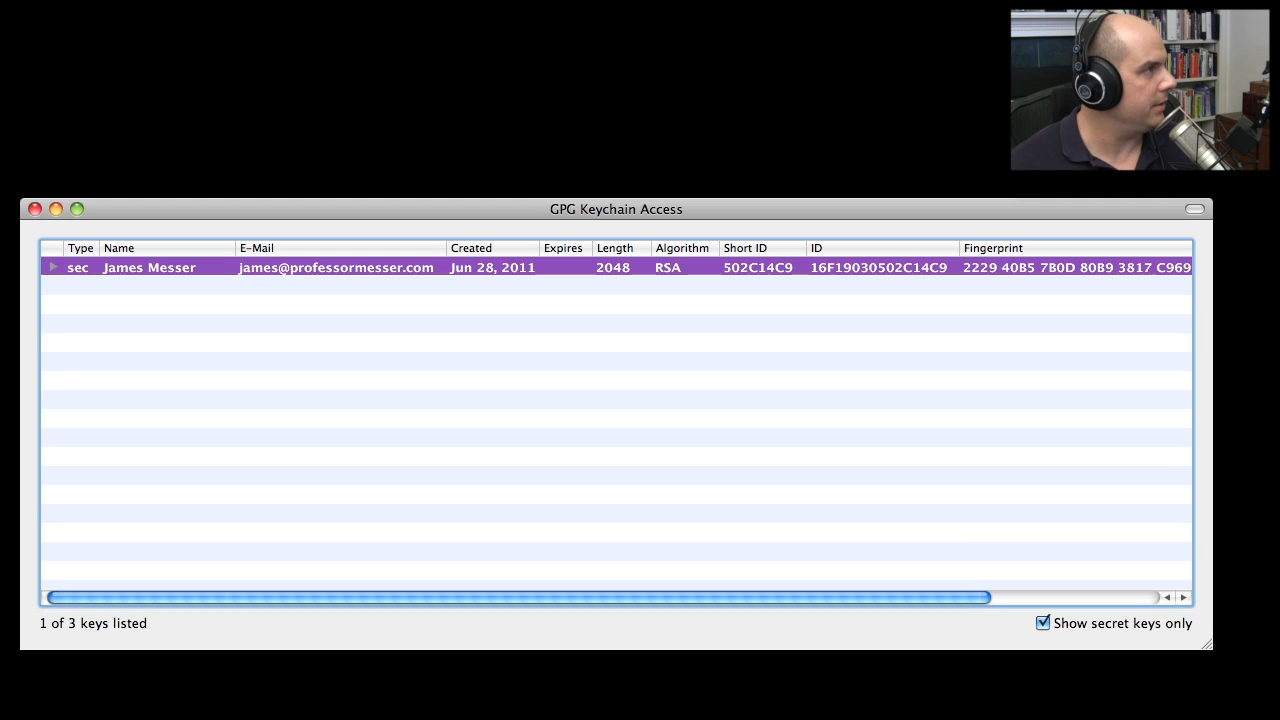 GPG Keychain Access
Type Name E-Mail Created Expires Length Algorithm Short ID ID Fingerprint
sec James Messer james@professormesser.com Jun 28, 2011 2048 RSA 502C14C9 16F19030502C14C9 2229 40B5 7B0D 80B9 3817 C969
1 of 3 keys listed
Show secret keys only